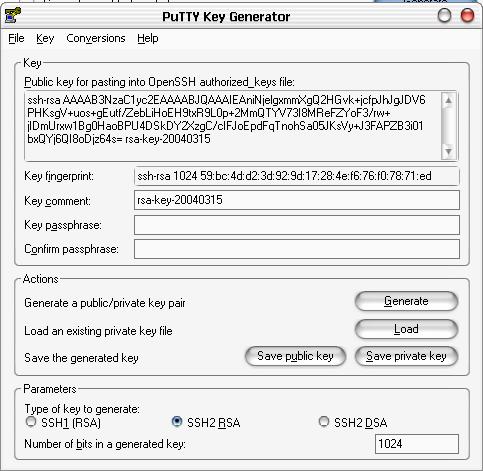 PuTTY Key Generator
File Key Conversions Help
Key
Public key for pasting into OpenSSH authorized_keys file:
ssh-rsa AAAAB3NzaC1yc2EAAAABJQAAAIEAniNjelgxmmXgQ2HGvk+jcfpJhJgJDV6
PHKsgV+uos+gEutf/ZebLiHoEH9txR9L0p+2MmQTYV73I8MReFZYoF3/rw+
jIDmUrxw1Bg0HaoBPU4DSkDY2XzgC/cIFJoEpdFqTnohSa05JKsVy+J3FAPZB3i01
bxQYj6QI8oDjz64s= rsa-key-20040315
Key fingerprint: ssh-rsa 1024 59:bc:4d:d2:3d:92:9d:17:28:4e:f6:76:f0:78:71:ed
Key comment: rsa-key-20040315
Key passphrase:
Confirm passphrase:
Actions
Generate a public/private key pair Generate
Load an existing private key file Load
Save the generated key Save public key Save private key
Parameters
Type of key to generate:
SSH1 (RSA) SSH2 RSA SSH2 DSA
Number of bits in a generated key: 1024